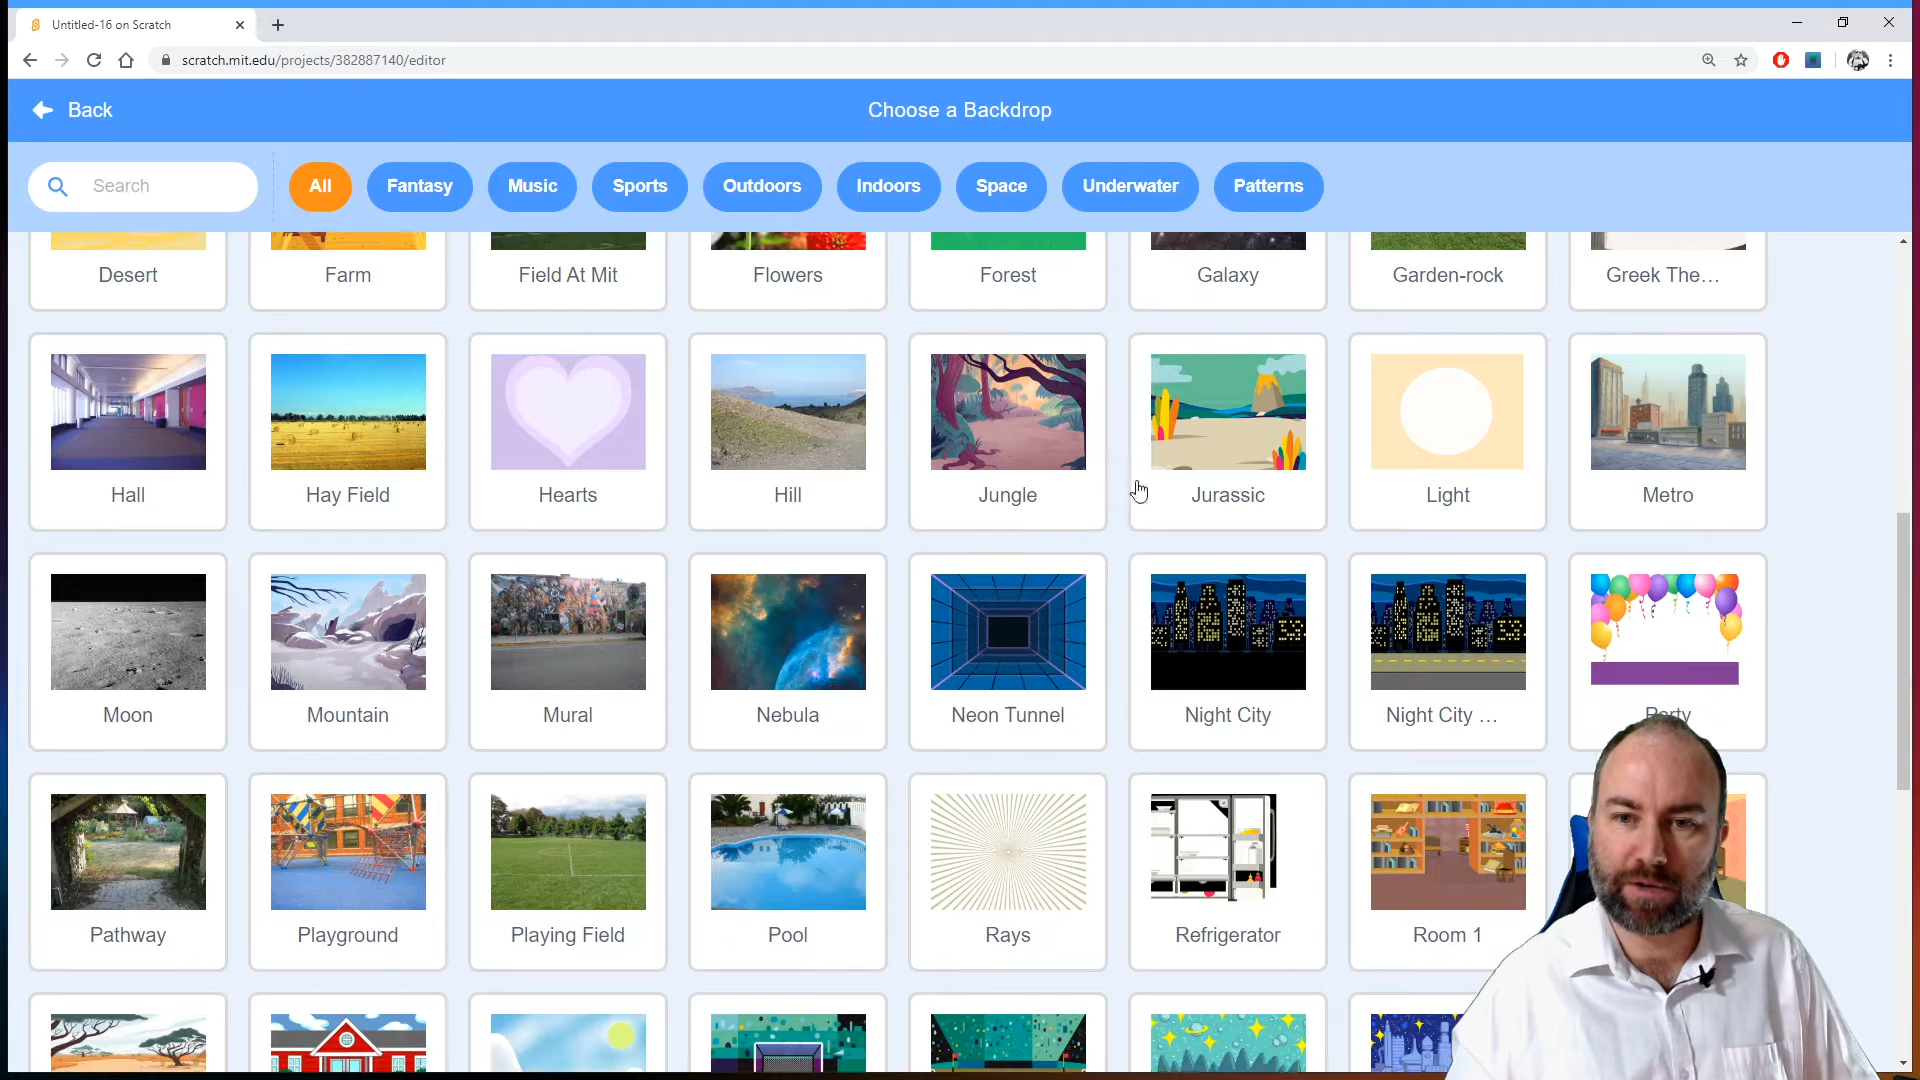 Untitled-16 on Scratch
scratch.mit.edu/projects/382887140/editor
Back
Choose a Backdrop
Search
All
Fantasy
Music
Sports
Outdoors
Indoors
Space
Underwater
Patterns
Desert
Farm
Field At Mit
Flowers
Forest
Galaxy
Garden-rock
Greek The…
Hall
Hay Field
Hearts
Hill
Jungle
Jurassic
Light
Metro
Moon
Mountain
Mural
Nebula
Neon Tunnel
Night City
Night City …
Party
Pathway
Playground
Playing Field
Pool
Rays
Refrigerator
Room 1